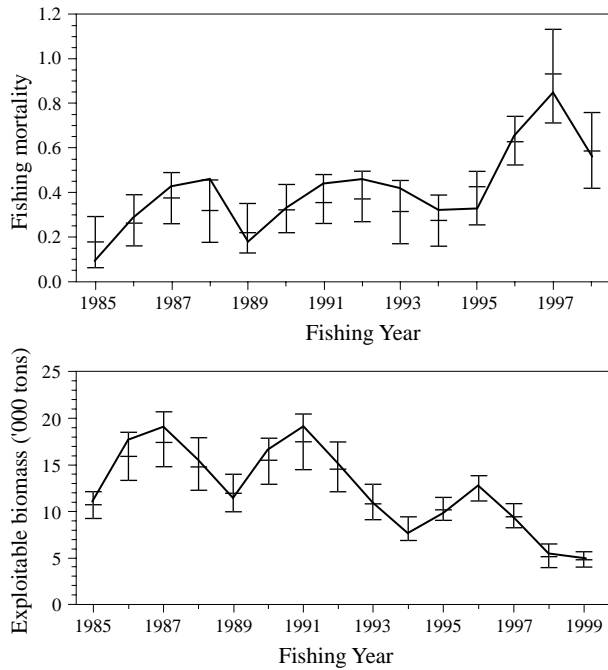 Fishing mortality
1.2
1.0
0.8
0.6
0.4
0.2
0.0
1985 1987 1989 1991 1993 1995 1997
Fishing Year
Exploitable biomass ('000 tons)
25
20
15
10
5
0
1985 1987 1989 1991 1993 1995 1997 1999
Fishing Year